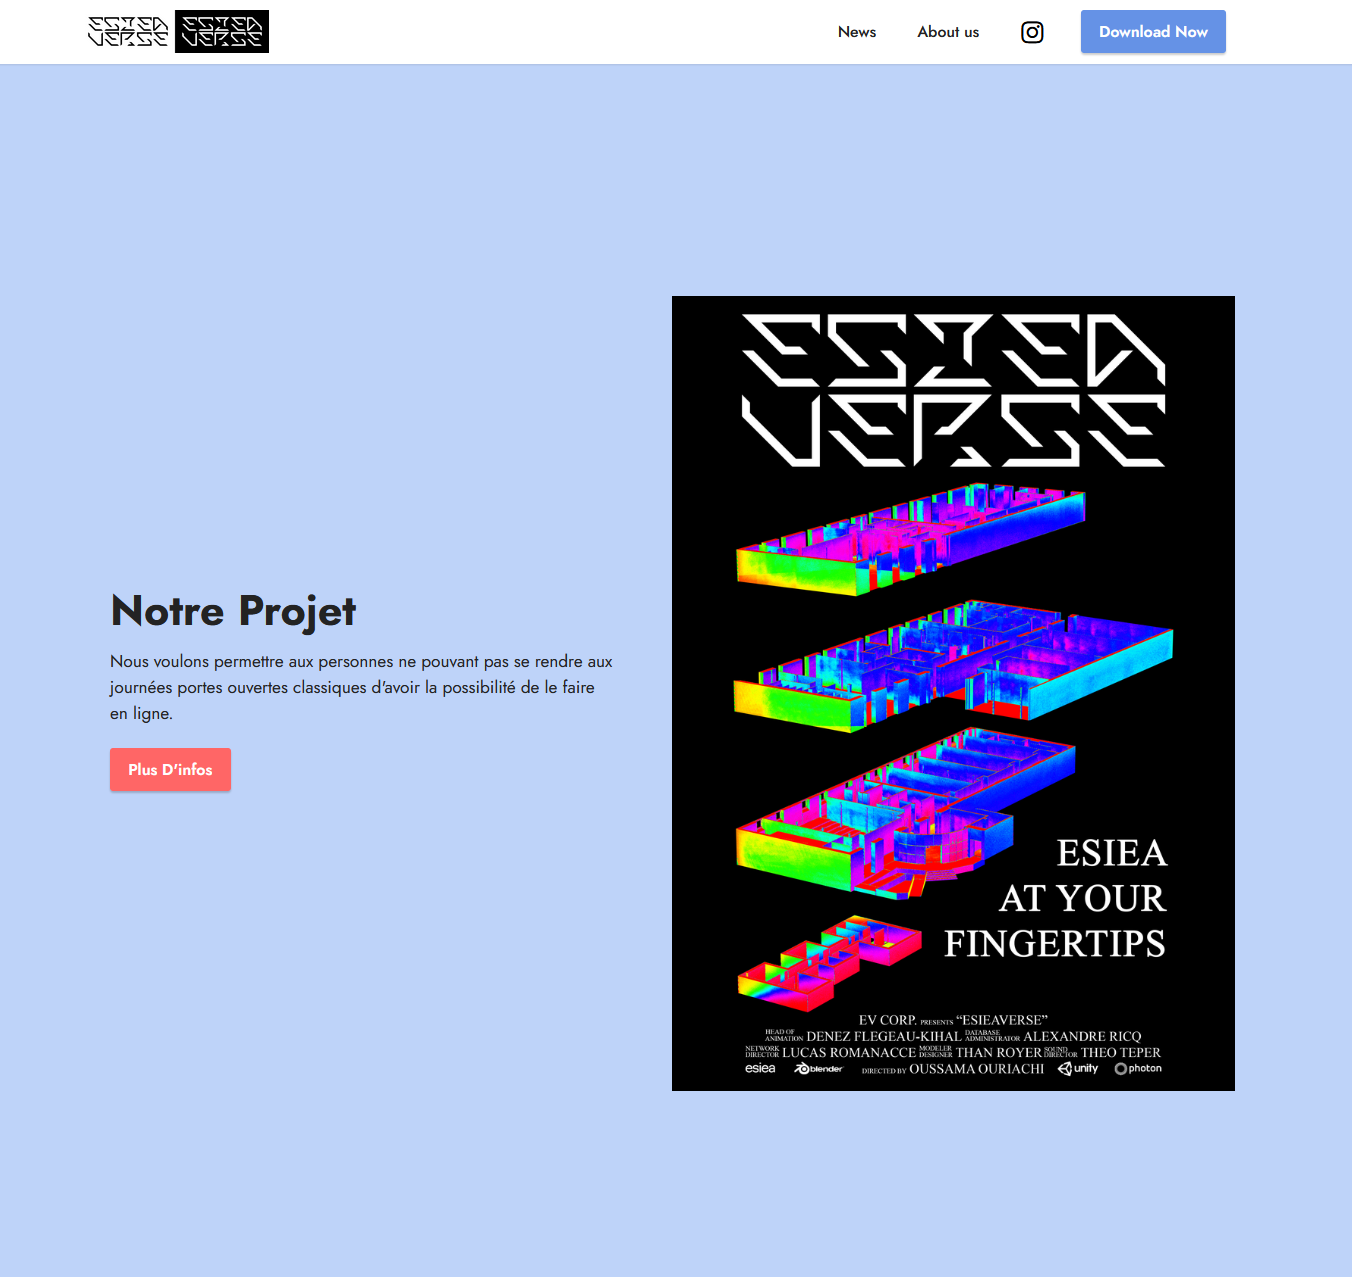 ESIEA
VERSE
ESIEA
VERSE
News
About us
Download Now
ESIEA
VERSE
Notre Projet
Nous voulons permettre aux personnes ne pouvant pas se rendre aux
journées portes ouvertes classiques d'avoir la possibilité de le faire
en ligne.
Plus D'infos
ESIEA
AT YOUR
FINGERTIPS
EV CORP. PRESENTS “ESIEAVERSE”
HEAD OF ANIMATION DENEZ FLEGEAU-KIHAL DATABASE ADMINISTRATOR ALEXANDRE RICQ
NETWORK DIRECTOR LUCAS ROMANACCE MODELER DESIGNER THAN ROYER SOUND DIRECTOR THEO TEPER
esiea blender DIRECTED BY OUSSAMA OURIACHI unity photon